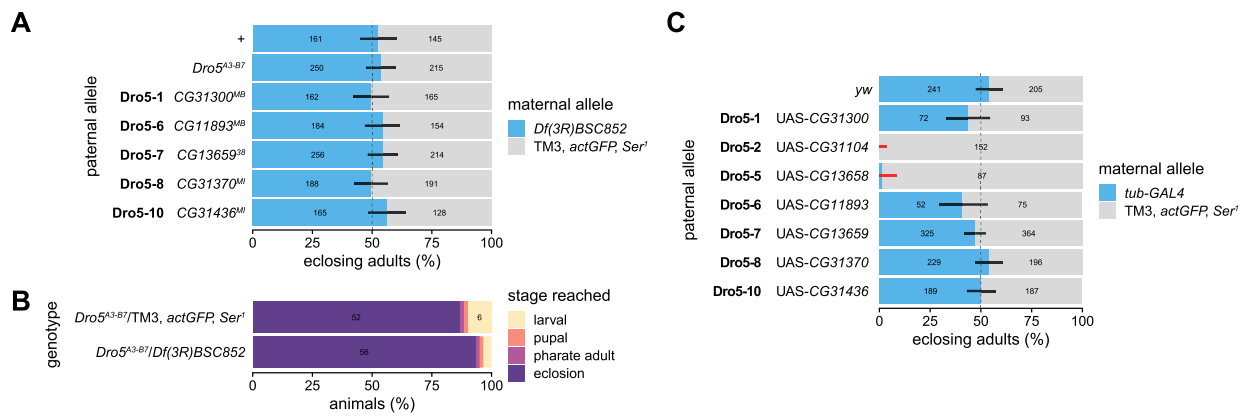 A
paternal allele
+ 161 145
Dro5A3-B7 250 215
Dro5-1 CG31300MB 162 165
Dro5-6 CG11893MB 184 154
Dro5-7 CG1365938 256 214
Dro5-8 CG31370MI 188 191
Dro5-10 CG31436MI 165 128
0 25 50 75 100
eclosing adults (%)
maternal allele
Df(3R)BSC852
TM3, actGFP, Ser1
B
genotype
Dro5A3-B7/TM3, actGFP, Ser1 52 6
Dro5A3-B7/Df(3R)BSC852 56
0 25 50 75 100
animals (%)
stage reached
larval
pupal
pharate adult
eclosion
C
paternal allele
yw 241 205
Dro5-1 UAS-CG31300 72 93
Dro5-2 UAS-CG31104 152
Dro5-5 UAS-CG13658 87
Dro5-6 UAS-CG11893 52 75
Dro5-7 UAS-CG13659 325 364
Dro5-8 UAS-CG31370 229 196
Dro5-10 UAS-CG31436 189 187
0 25 50 75 100
eclosing adults (%)
maternal allele
tub-GAL4
TM3, actGFP, Ser1